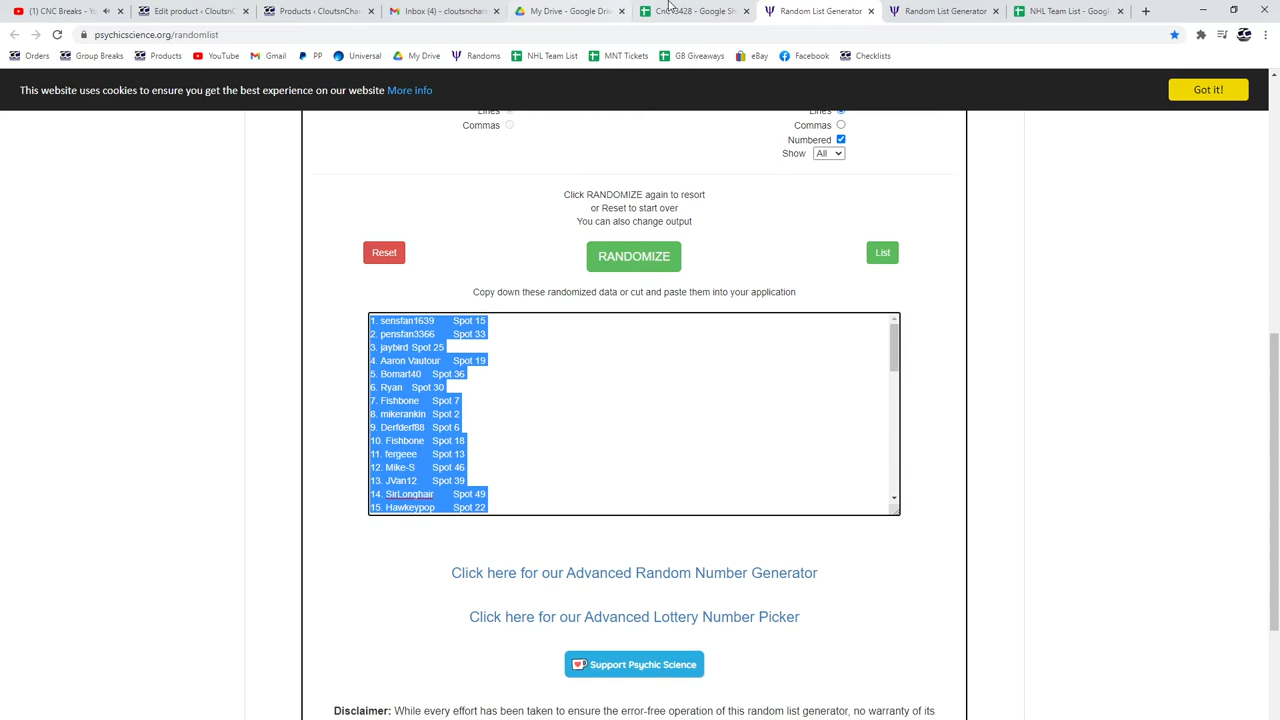 (1) CNC Breaks - Yo
Edit product ‹ CloutsnC
Products ‹ CloutsnCha
Inbox (4) - cloutsnchar
My Drive - Google Driv
3428 - Google Sh
Random List Generator
Random List Generator
NHL Team List - Goog
psychicscience.org/randomlist
Orders Group Breaks Products YouTube Gmail PP Universal My Drive Randoms NHL Team List MNT Tickets GB Giveaways eBay Facebook Checklists
This website uses cookies to ensure you get the best experience on our website More info Got it!
Lines Lines
Commas Commas
Numbered
Show All
Click RANDOMIZE again to resort
or Reset to start over
You can also change output
Reset RANDOMIZE List
Copy down these randomized data or cut and paste them into your application
1. sensfan1639 Spot 15
2. pensfan3366 Spot 33
3. jaybird Spot 25
4. Aaron Vautour Spot 19
5. Bomart40 Spot 36
6. Ryan Spot 30
7. Fishbone Spot 7
8. mikerankin Spot 2
9. Derfderf88 Spot 6
10. Fishbone Spot 18
11. fergeee Spot 13
12. Mike-S Spot 46
13. JVan12 Spot 39
14. SirLonghair Spot 49
15. Hawkeypop Spot 22
Click here for our Advanced Random Number Generator
Click here for our Advanced Lottery Number Picker
Support Psychic Science
Disclaimer: While every effort has been taken to ensure the error-free operation of this random list generator, no warranty of its